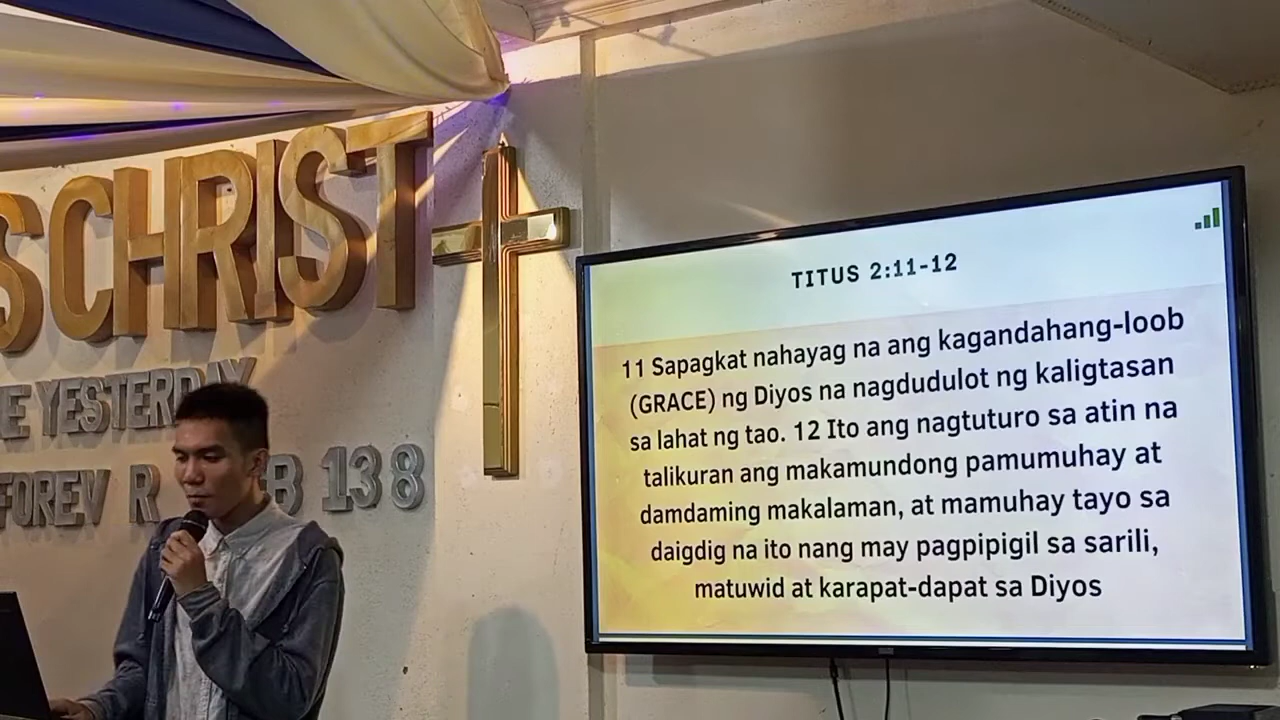 SCHRIST
E YESTERDAY
FOREV R EB 138
TITUS 2:11-12
11 Sapagkat nahayag na ang kagandahang-loob
(GRACE) ng Diyos na nagdudulot ng kaligtasan
sa lahat ng tao. 12 Ito ang nagtuturo sa atin na
talikuran ang makamundong pamumuhay at
damdaming makalaman, at mamuhay tayo sa
daigdig na ito nang may pagpipigil sa sarili,
matuwid at karapat-dapat sa Diyos